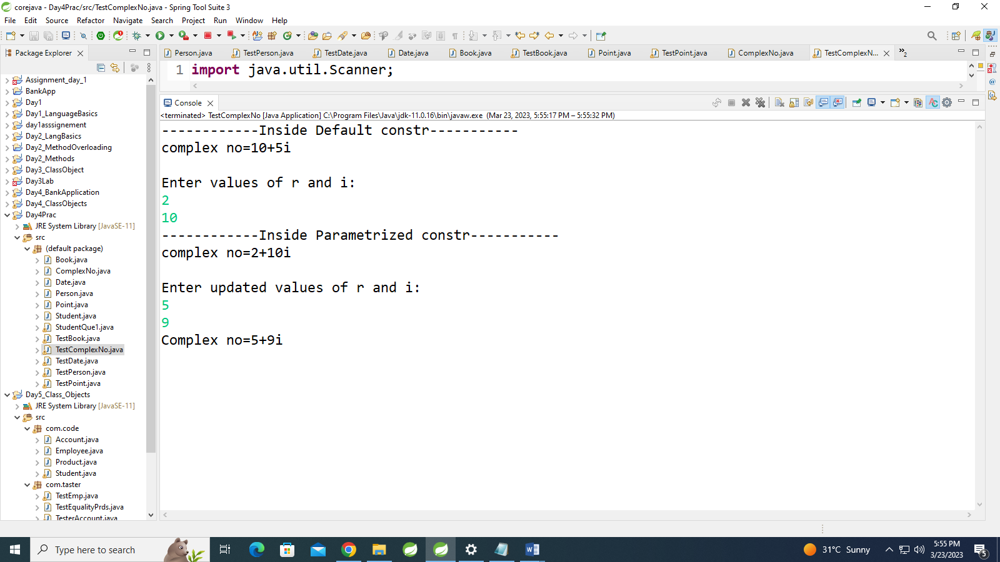 corejava - Day4Prac/src/TestComplexNo.java - Spring Tool Suite 3
File Edit Source Refactor Navigate Search Project Run Window Help
Package Explorer
Person.java TestPerson.java TestDate.java Date.java Book.java TestBook.java Point.java TestPoint.java ComplexNo.java TestComplexN... »2
1 import java.util.Scanner;
Assignment_day_1
BankApp
Day1
Day1_LanguageBasics
day1asssignement
Day2_LangBasics
Day2_MethodOverloading
Day2_Methods
Day3_ClassObject
Day3Lab
Day4_BankApplication
Day4_ClassObjects
Day4Prac
JRE System Library [JavaSE-11]
src
(default package)
Book.java
ComplexNo.java
Date.java
Person.java
Point.java
Student.java
StudentQue1.java
TestBook.java
TestComplexNo.java
TestDate.java
TestPerson.java
TestPoint.java
Day5_Class_Objects
JRE System Library [JavaSE-11]
src
com.code
Account.java
Employee.java
Product.java
Student.java
com.taster
TestEmp.java
TestEqualityPrds.java
TesterAccount.java
Console
<terminated> TestComplexNo [Java Application] C:\Program Files\Java\jdk-11.0.16\bin\javaw.exe (Mar 23, 2023, 5:55:17 PM – 5:55:32 PM)
------------Inside Default constr-----------
complex no=10+5i
Enter values of r and i:
2
10
------------Inside Parametrized constr-----------
complex no=2+10i
Enter updated values of r and i:
5
9
Complex no=5+9i
Type here to search
31°C Sunny
5:55 PM
3/23/2023
5